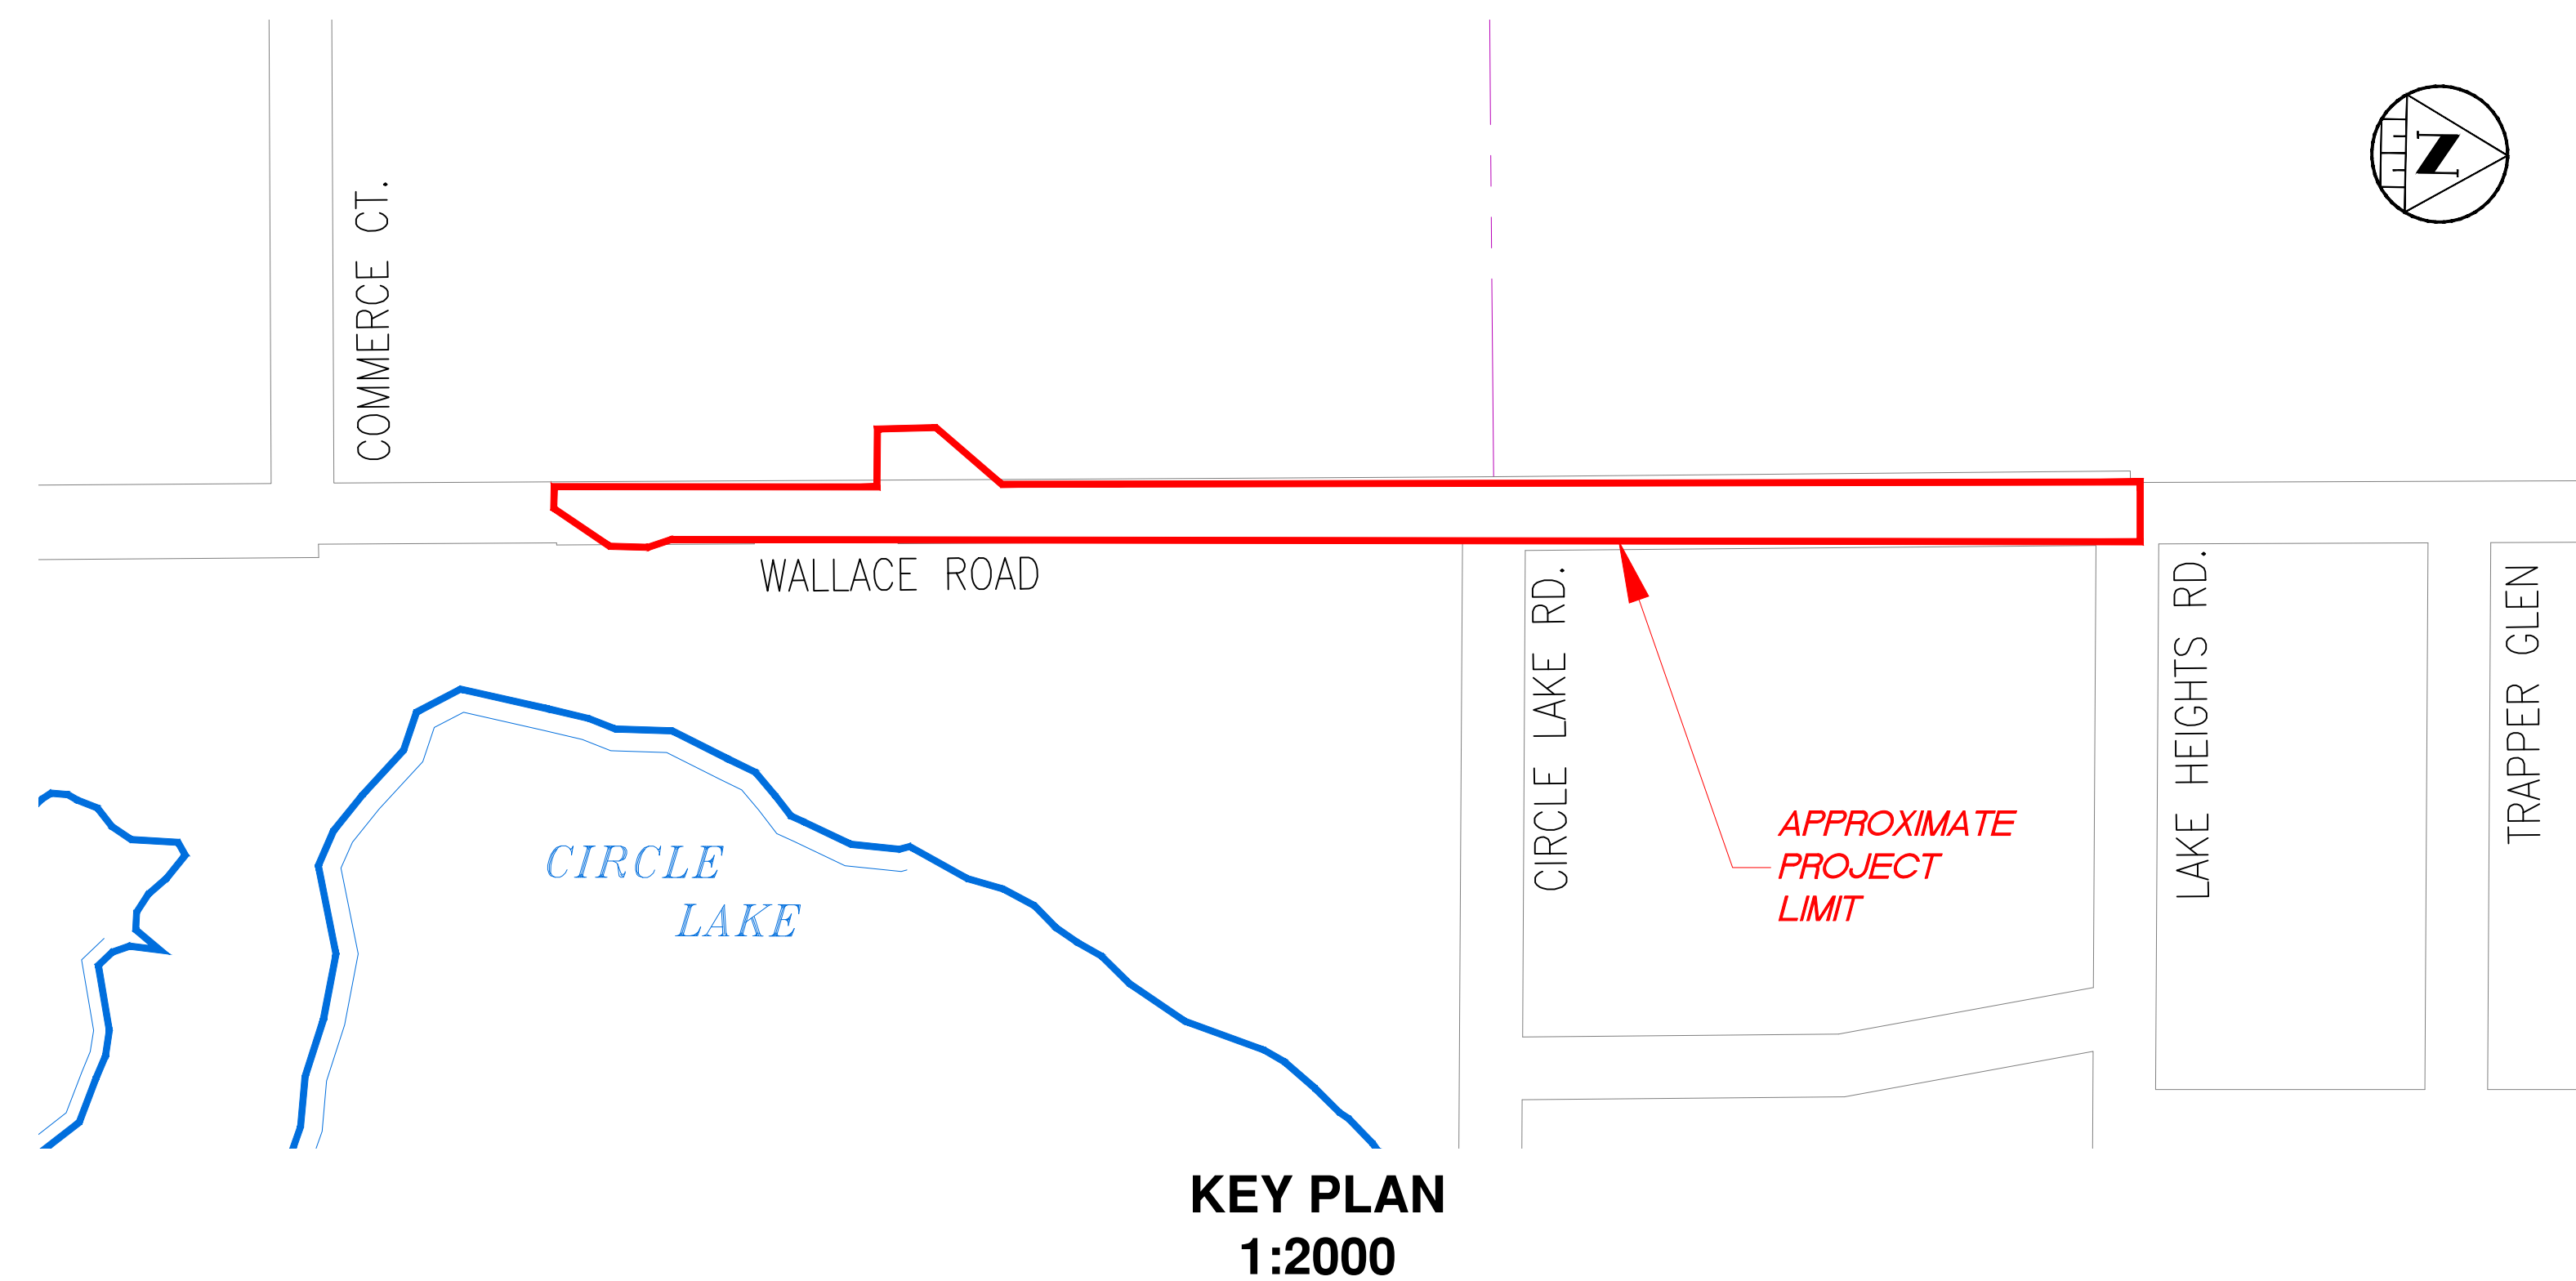 COMMERCE CT.
N
WALLACE ROAD
CIRCLE LAKE RD.
LAKE HEIGHTS RD.
TRAPPER GLEN
CIRCLE
LAKE
APPROXIMATE
PROJECT
LIMIT
KEY PLAN
1:2000